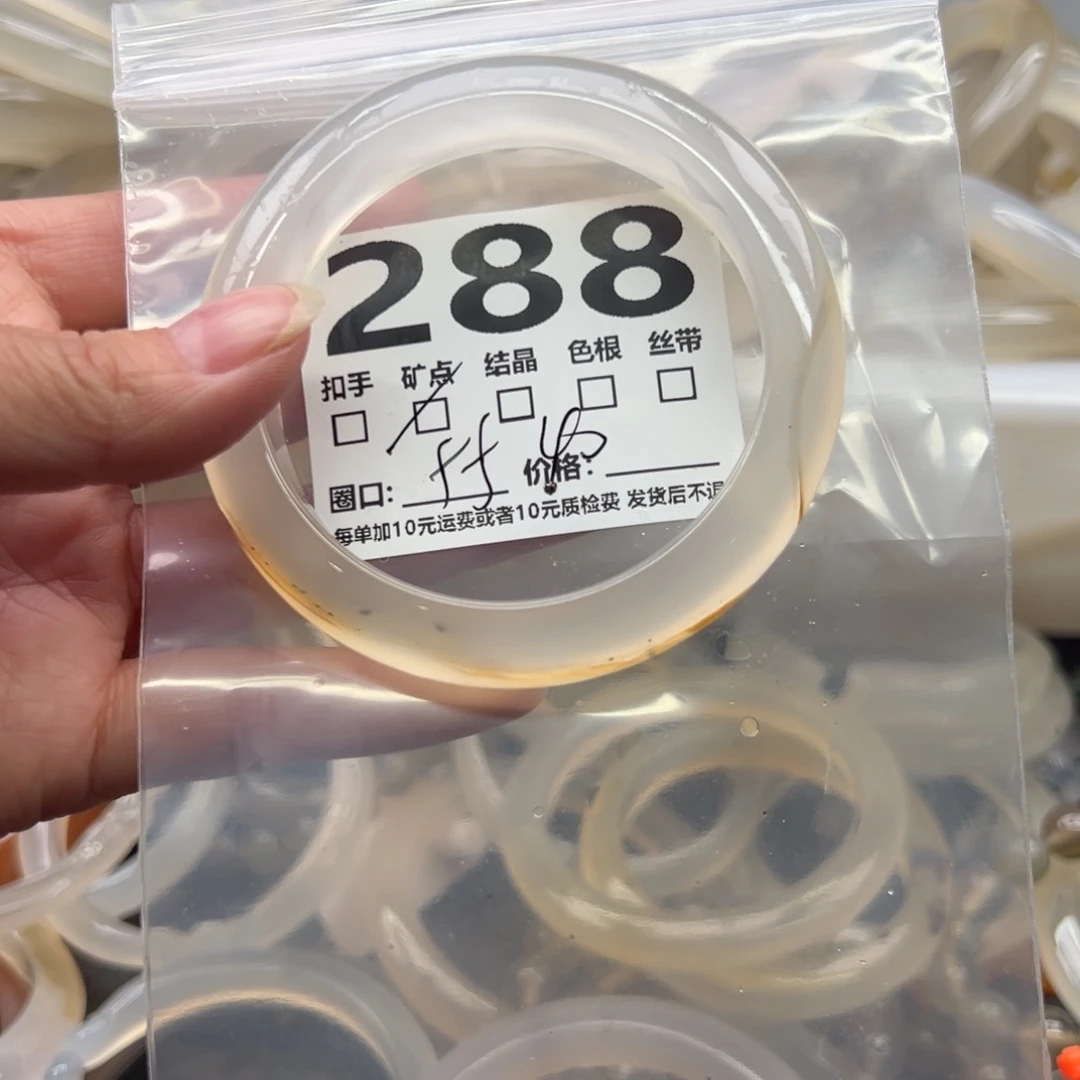 288
扣手 矿点 结晶 色根 丝带
圈口: 55 价格:
每单加10元运费或者10元质检费 发货后不退